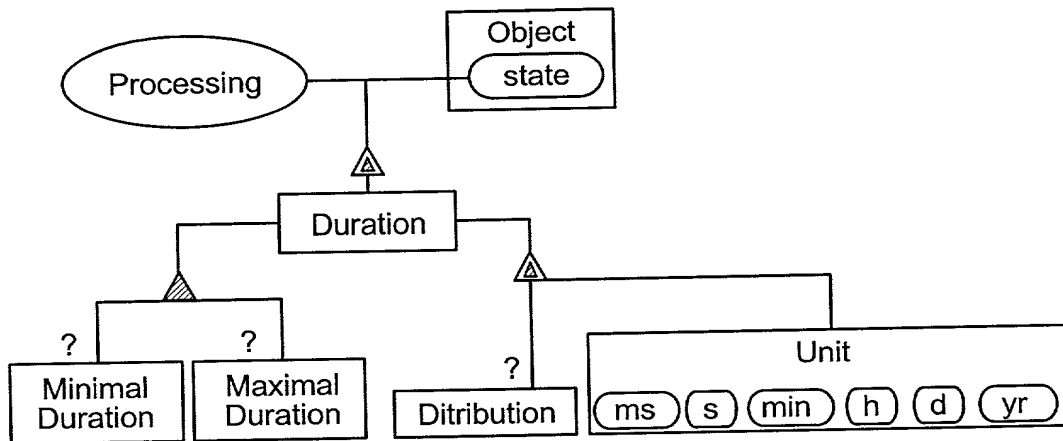 Object
state
Processing
Duration
?
Minimal
Duration
?
Maximal
Duration
?
Ditribution
Unit
ms s min h d yr